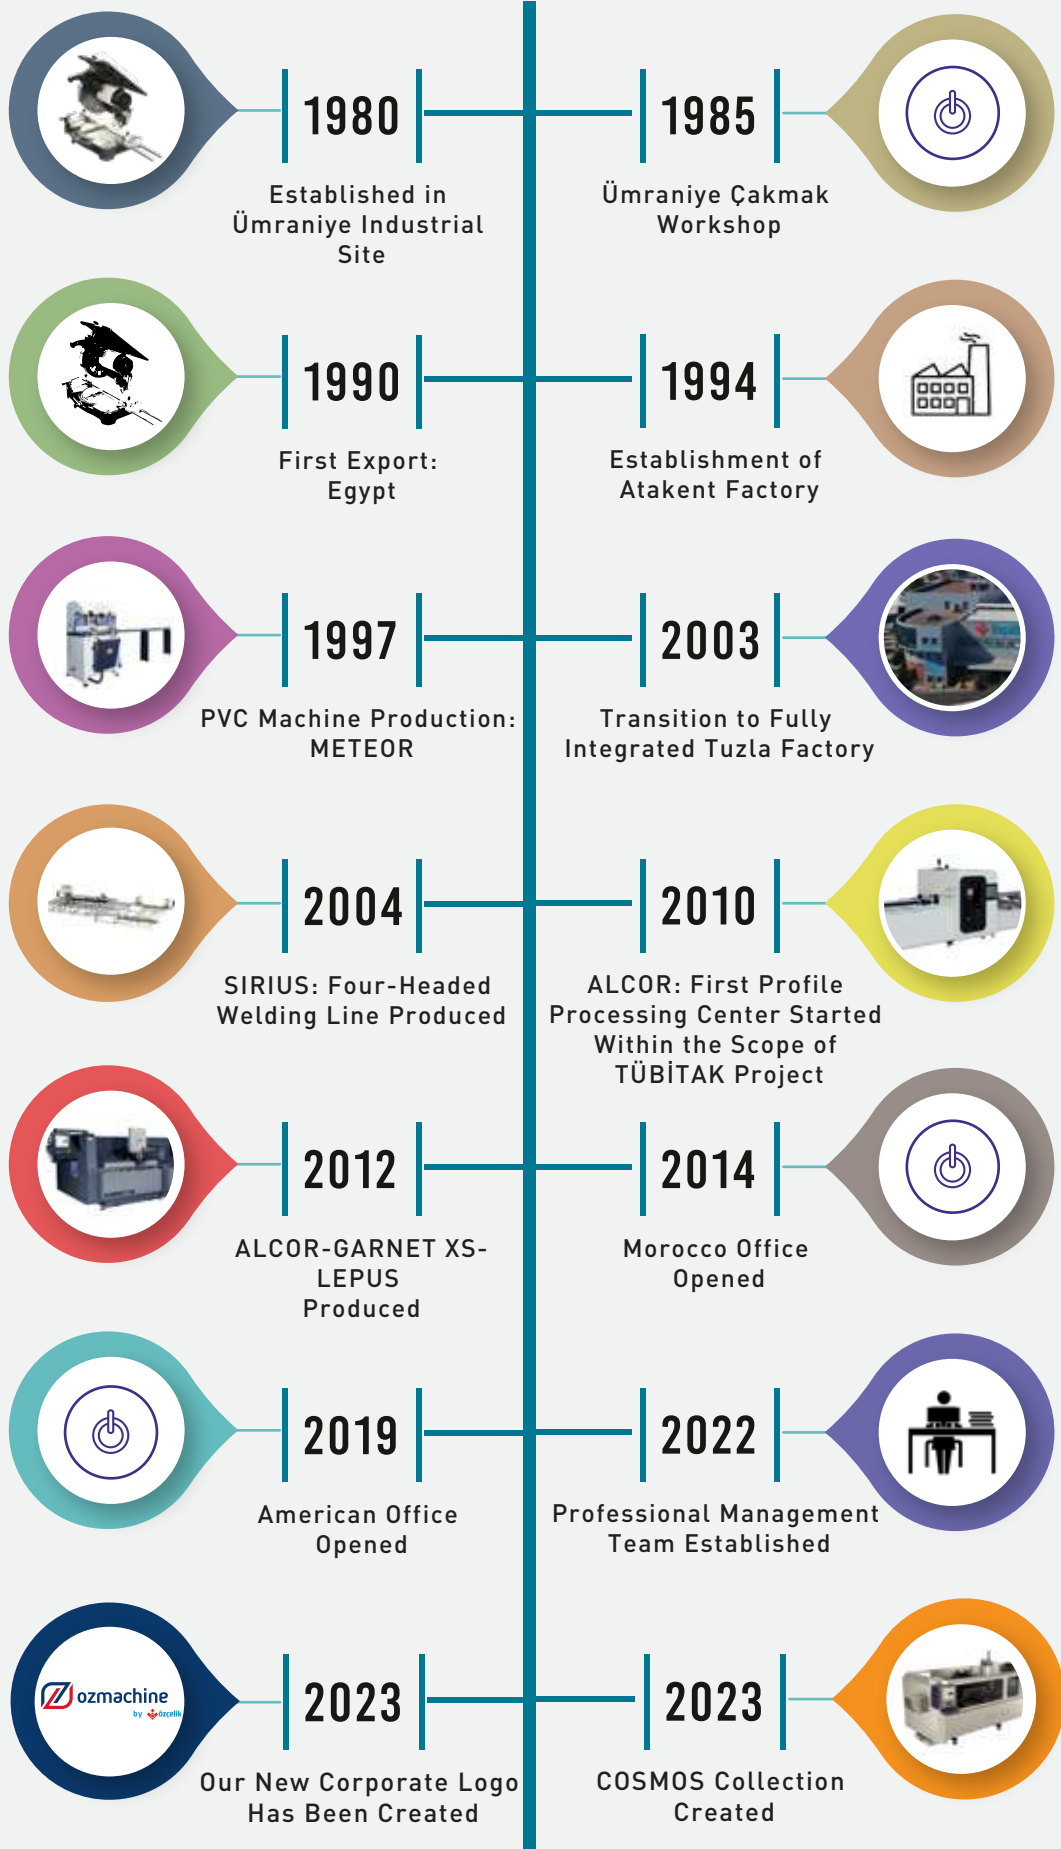 1980
Established in
Ümraniye Industrial
Site
1985
Ümraniye Çakmak
Workshop
1990
First Export:
Egypt
1994
Establishment of
Atakent Factory
1997
PVC Machine Production:
METEOR
2003
Transition to Fully
Integrated Tuzla Factory
2004
SIRIUS: Four-Headed
Welding Line Produced
2010
ALCOR: First Profile
Processing Center Started
Within the Scope of
TÜBİTAK Project
2012
ALCOR-GARNET XS-
LEPUS
Produced
2014
Morocco Office
Opened
2019
American Office
Opened
2022
Professional Management
Team Established
ozmachine
by özçelik
2023
Our New Corporate Logo
Has Been Created
2023
COSMOS Collection
Created